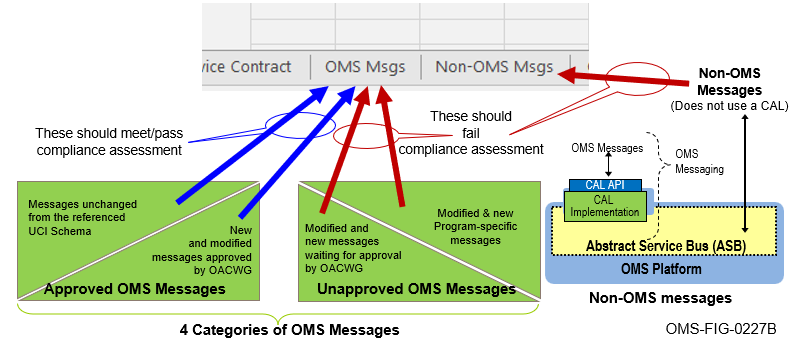 vice Contract
OMS Msgs
Non-OMS Msgs
Non-OMS
Messages
(Does not use a CAL)
These should meet/pass
compliance assessment
These should
fail
compliance assessment
OMS Messages
OMS
Messaging
CAL API
CAL
Implementation
Abstract Service Bus (ASB)
OMS Platform
Non-OMS messages
Messages unchanged
from the referenced
UCI Schema
New
and modified
messages approved
by OACWG
Approved OMS Messages
Modified and
new messages
waiting for approval
by OACWG
Modified & new
Program-specific
messages
Unapproved OMS Messages
4 Categories of OMS Messages
OMS-FIG-0227B